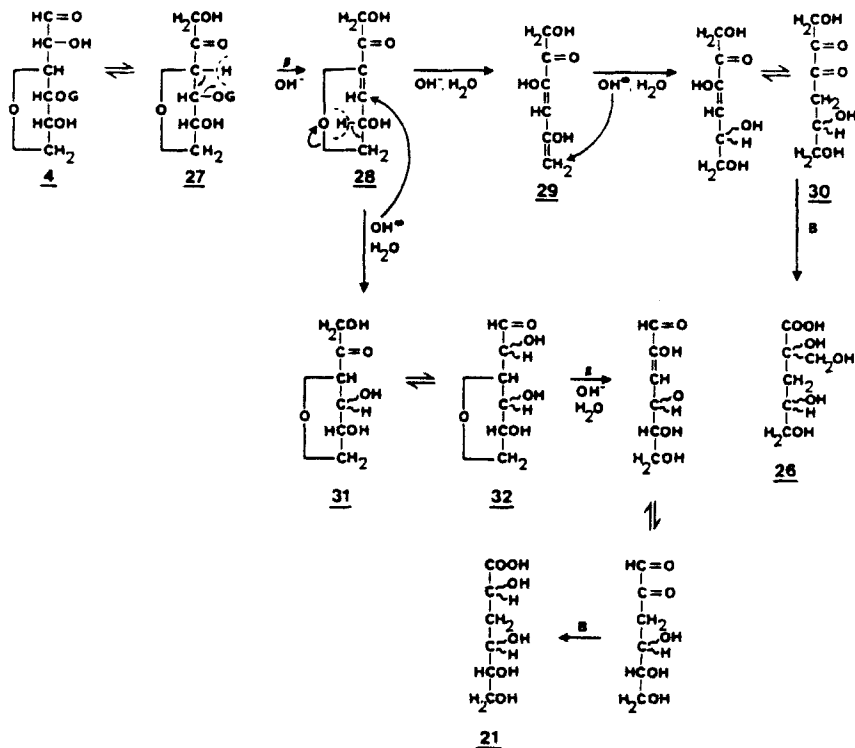 HC=O
HC–OH
CH
HCOG
HCOH
CH2
O
4
⇌
H2COH
C=O
C–H
HC–OG
HCOH
CH2
O
27
β
OH-
H2COH
C=O
C
CH
H-COH
CH2
O
28
OH-, H2O
H2COH
C=O
HOC
CH
COH
CH2
29
OH⊖, H2O
H2COH
C=O
HOC
CH
C
OH
H
H2COH
⇌
H2COH
C=O
C=O
CH2
C
OH
H
H2COH
30
B
OH⊖
H2O
H2COH
C=O
CH
C
OH
H
HCOH
CH2
O
31
⇌
HC=O
C
OH
H
CH
C
OH
H
HCOH
CH2
O
32
β
OH-
H2O
HC=O
COH
CH
C
O
H
HCOH
H2COH
COOH
C
OH
CH2OH
CH2
C
OH
H
H2COH
26
⇌
COOH
C
OH
H
CH2
C
OH
H
HCOH
H2COH
21
B
HC=O
C=O
CH2
C
OH
H
HCOH
H2COH